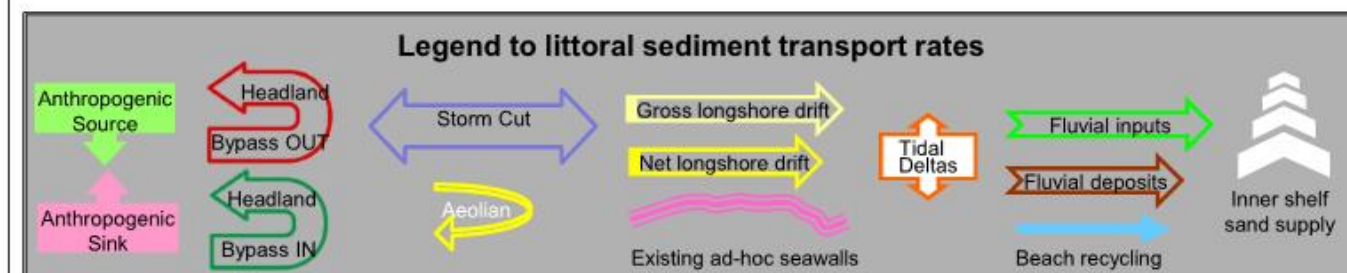 Legend to littoral sediment transport rates
Anthropogenic
Source
Anthropogenic
Sink
Headland
Bypass OUT
Headland
Bypass IN
Storm Cut
Aeolian
Gross longshore drift
Net longshore drift
Existing ad-hoc seawalls
Tidal
Deltas
Fluvial inputs
Fluvial deposits
Beach recycling
Inner shelf
sand supply